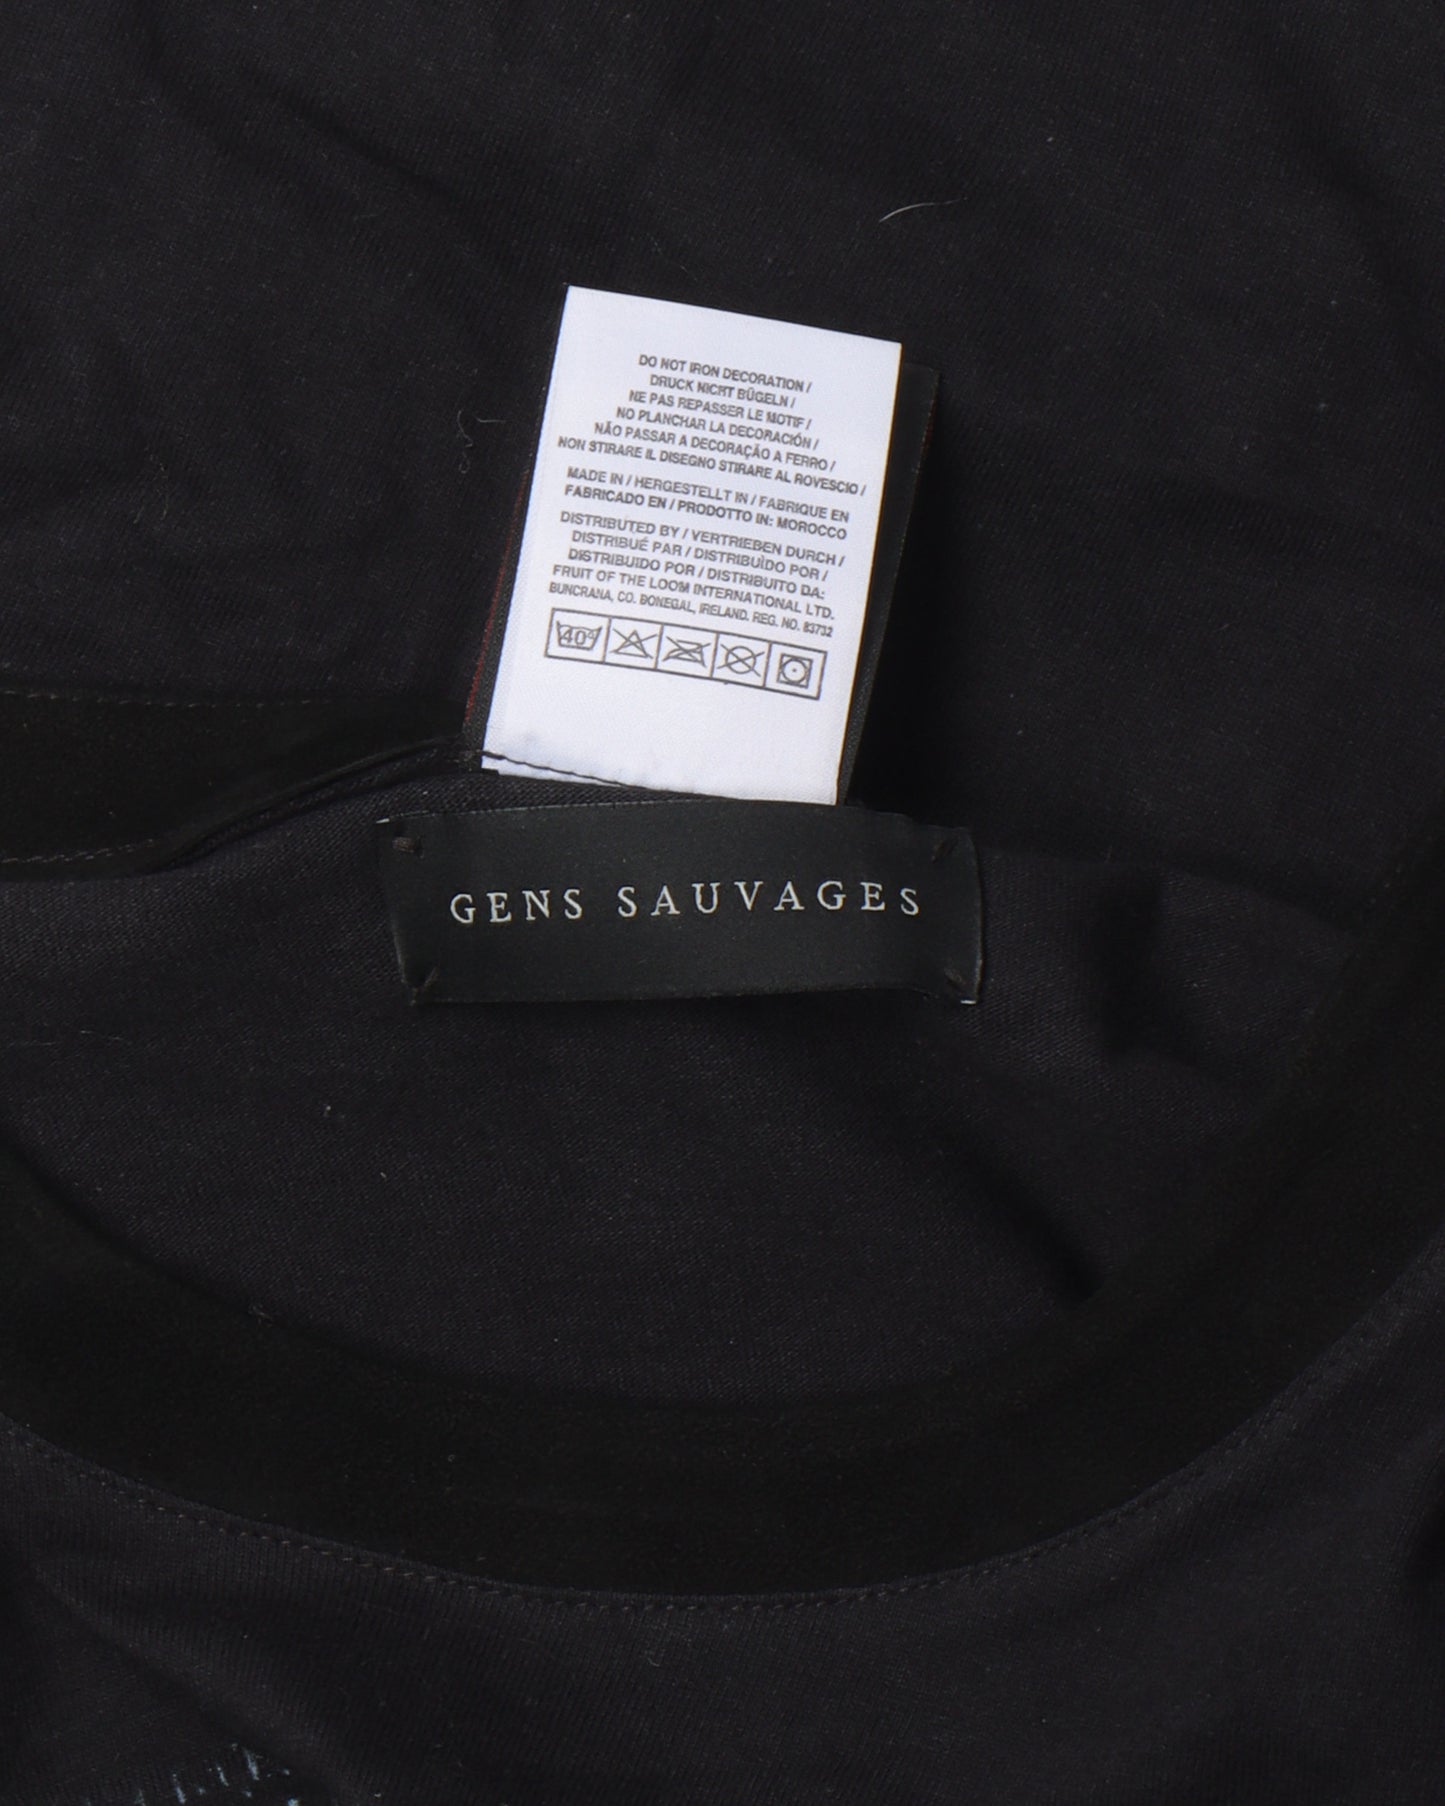 DO NOT IRON DECORATION /
DRUCK NICHT BÜGELN /
NE PAS REPASSER LE MOTIF /
NO PLANCHAR LA DECORACIÓN /
NÃO PASSAR A DECORAÇÃO A FERRO /
NON STIRARE IL DISEGNO STIRARE AL ROVESCIO /
MADE IN / HERGESTELLT IN / FABRIQUE EN
FABRICADO EN / PRODOTTO IN: MOROCCO
DISTRIBUTED BY / VERTRIEBEN DURCH /
DISTRIBUÉ PAR / DISTRIBUÌDO POR /
DISTRIBUIDO POR / DISTRIBUITO DA:
FRUIT OF THE LOOM INTERNATIONAL LTD.
BUNCRANA, CO. DONEGAL, IRELAND. REG. NO. 83732
40°
GENS SAUVAGES